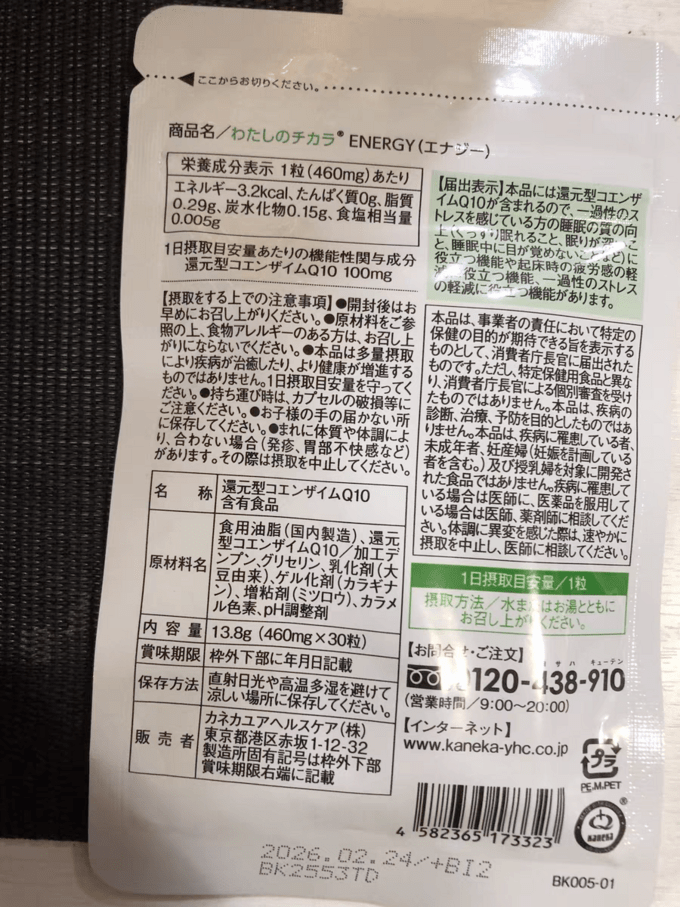 ここからお切りください。
商品名／わたしのチカラ® ENERGY(エナジー)
栄養成分表示 1粒(460mg)あたり
エネルギー3.2kcal、たんぱく質0g、脂質
0.29g、炭水化物0.15g、食塩相当量
0.005g
1日摂取目安量あたりの機能性関与成分
還元型コエンザイムQ10 100mg
【摂取をする上での注意事項】●開封後はお
早めにお召し上がりください。●原材料をご参
照の上、食物アレルギーのある方は、お召し上
がりにならないでください。●本品は多量摂取
により疾病が治癒したり、より健康が増進する
ものではありません。1日摂取目安量を守ってく
ださい。●持ち運び時は、カプセルの破損等に
ご注意ください。●お子様の手の届かない所
に保存してください。●まれに体質や体調によ
り、合わない場合(発疹、胃部不快感など)
があります。その際は摂取を中止してください。
名称 還元型コエンザイムQ10
含有食品
原材料名 食用油脂(国内製造)、還元
型コエンザイムQ10／加工デ
ンプン、グリセリン、乳化剤(大
豆由来)、ゲル化剤(カラギナ
ン)、増粘剤(ミツロウ)、カラメ
ル色素、pH調整剤
内容量 13.8g (460mg×30粒)
賞味期限 枠外下部に年月日記載
保存方法 直射日光や高温多湿を避けて
涼しい場所に保存してください。
販売者 カネカユアヘルスケア(株)
東京都港区赤坂1-12-32
製造所固有記号は枠外下部
賞味期限右端に記載
【届出表示】本品には還元型コエンザ
イムQ10が含まれるので、一過性のス
トレスを感じている方の睡眠の質の向
上(ぐっすり眠れること、眠りが深いこ
と、睡眠中に目が覚めないことなど)に
役立つ機能や起床時の疲労感の軽
減に役立つ機能、一過性のストレス
の軽減に役立つ機能があります。
本品は、事業者の責任において特定の
保健の目的が期待できる旨を表示する
ものとして、消費者庁長官に届出された
ものです。ただし、特定保健用食品と異な
り、消費者庁長官による個別審査を受け
たものではありません。本品は、疾病の
診断、治療、予防を目的としたものではあ
りません。本品は、疾病に罹患している者、
未成年者、妊産婦(妊娠を計画している
者を含む。)及び授乳婦を対象に開発さ
れた食品ではありません。疾病に罹患して
いる場合は医師に、医薬品を服用して
いる場合は医師、薬剤師に相談してくだ
さい。体調に異変を感じた際は、速やかに
摂取を中止し、医師に相談してください。
1日摂取目安量／1粒
摂取方法／水またはお湯とともに
お召し上がりください。
【お問合せ・ご注文】
サハ キューテン
0120-438-910
(営業時間／9:00〜20:00)
【インターネット】
www.kaneka-yhc.co.jp
プラ
PE,M,PET
kaneka
4 582365 173323
2026.02.24/+BI2
BK2553TD
BK005-01